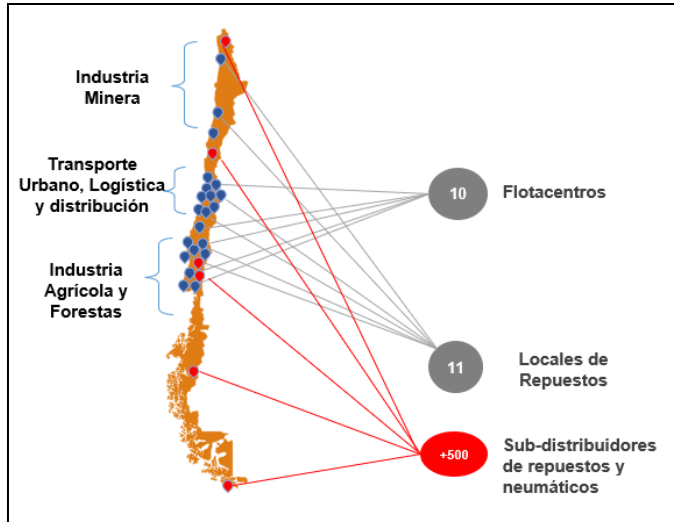 Industria
Minera
Transporte
Urbano, Logística
y distribución
Industria
Agrícola y
Forestas
10
Flotacentros
11
Locales de
Repuestos
+500
Sub-distribuidores
de repuestos y
neumáticos